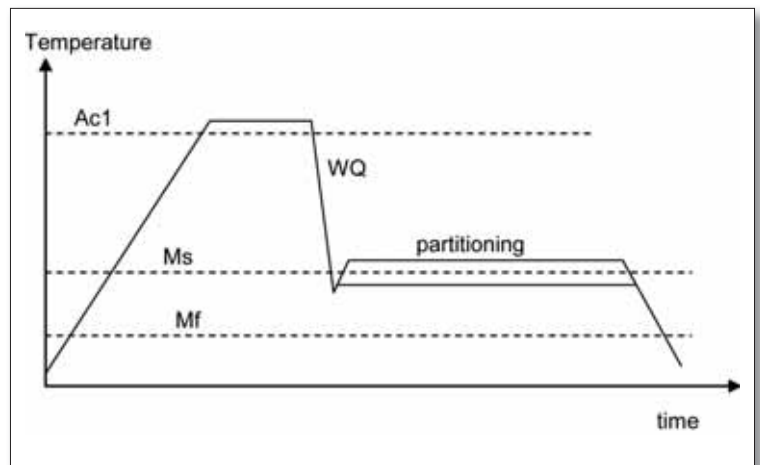 Temperature
Ac1
WQ
partitioning
Ms
Mf
time